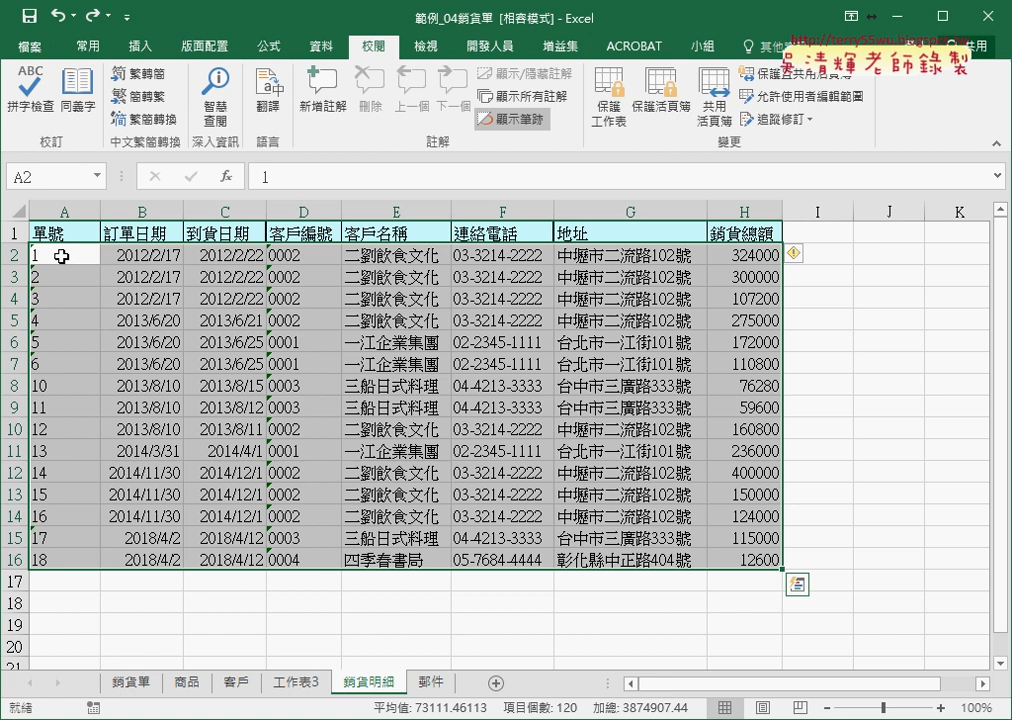 範例_04銷貨單 [相容模式] - Excel
檔案 常用 插入 版面配置 公式 資料 校閱 檢視 開發人員 增益集 ACROBAT 小組 共用
吳清輝老師錄製
ABC 拼字檢查 同義字 繁轉簡 簡轉繁 繁簡轉換 智慧查閱 翻譯 新增註解 刪除 上一個 下一個 顯示/隱藏註解 顯示所有註解 顯示筆跡 保護工作表 保護活頁簿 共用活頁簿 允許使用者編輯範圍 追蹤修訂
校訂 中文繁簡轉換 深入資訊 語言 註解 變更
A2 fx 1
A B C D E F G H I J K
1 單號 訂單日期 到貨日期 客戶編號 客戶名稱 連絡電話 地址 銷貨總額
2 1 2012/2/17 2012/2/22 0002 二劉飲食文化 03-3214-2222 中壢市二流路102號 324000
3 2 2012/2/17 2012/2/22 0002 二劉飲食文化 03-3214-2222 中壢市二流路102號 300000
4 3 2012/2/17 2012/2/22 0002 二劉飲食文化 03-3214-2222 中壢市二流路102號 107200
5 4 2013/6/20 2013/6/21 0002 二劉飲食文化 03-3214-2222 中壢市二流路102號 275000
6 5 2013/6/20 2013/6/25 0001 一江企業集團 02-2345-1111 台北市一江街101號 172000
7 6 2013/6/20 2013/6/25 0001 一江企業集團 02-2345-1111 台北市一江街101號 110800
8 10 2013/8/10 2013/8/15 0003 三船日式料理 04-4213-3333 台中市三廣路333號 76280
9 11 2013/8/10 2013/8/12 0003 三船日式料理 04-4213-3333 台中市三廣路333號 59600
10 12 2013/8/10 2013/8/11 0002 二劉飲食文化 03-3214-2222 中壢市二流路102號 160800
11 13 2014/3/31 2014/4/1 0001 一江企業集團 02-2345-1111 台北市一江街101號 236000
12 14 2014/11/30 2014/12/1 0002 二劉飲食文化 03-3214-2222 中壢市二流路102號 400000
13 15 2014/11/30 2014/12/1 0002 二劉飲食文化 03-3214-2222 中壢市二流路102號 150000
14 16 2014/11/30 2014/12/1 0002 二劉飲食文化 03-3214-2222 中壢市二流路102號 124000
15 17 2018/4/2 2018/4/12 0003 三船日式料理 04-4213-3333 台中市三廣路333號 115000
16 18 2018/4/2 2018/4/12 0004 四季春書局 05-7684-4444 彰化縣中正路404號 12600
17
18
19
20
21
銷貨單 商品 客戶 工作表3 銷貨明細 郵件
就緒 平均值: 73111.46113 項目個數: 120 加總: 3874907.44 100%